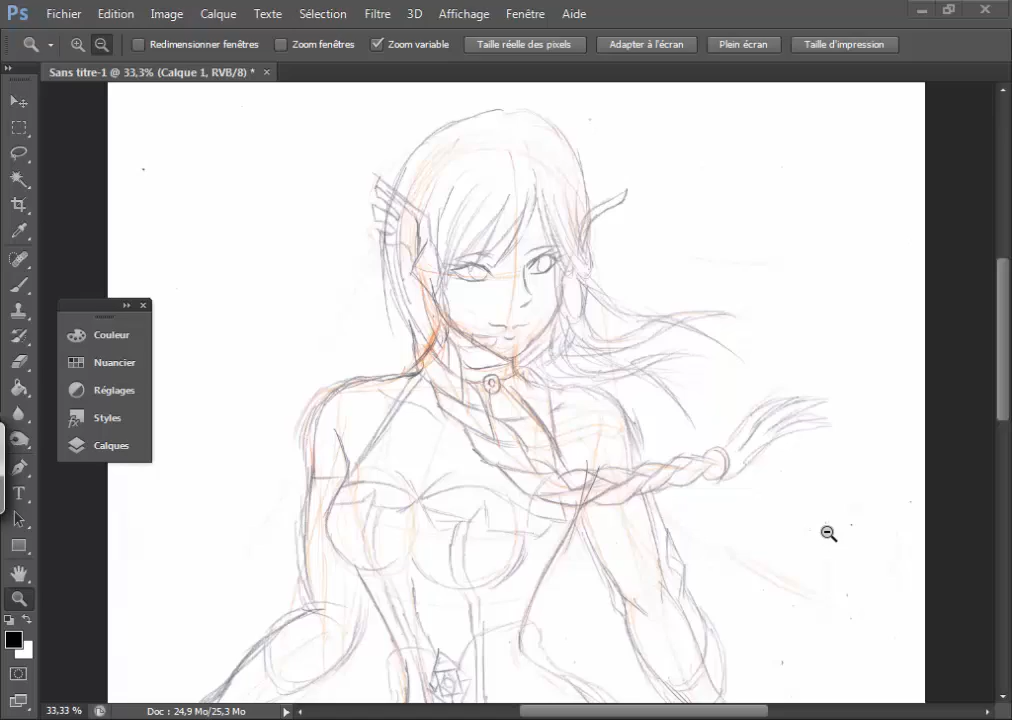 Ps Fichier Edition Image Calque Texte Sélection Filtre 3D Affichage Fenêtre Aide
Redimensionner fenêtres Zoom fenêtres Zoom variable Taille réelle des pixels Adapter à l'écran Plein écran Taille d'impression
Sans titre-1 @ 33,3% (Calque 1, RVB/8) *
Couleur
Nuancier
Réglages
Styles
Calques
33,33 % Doc : 24,9 Mo/25,3 Mo